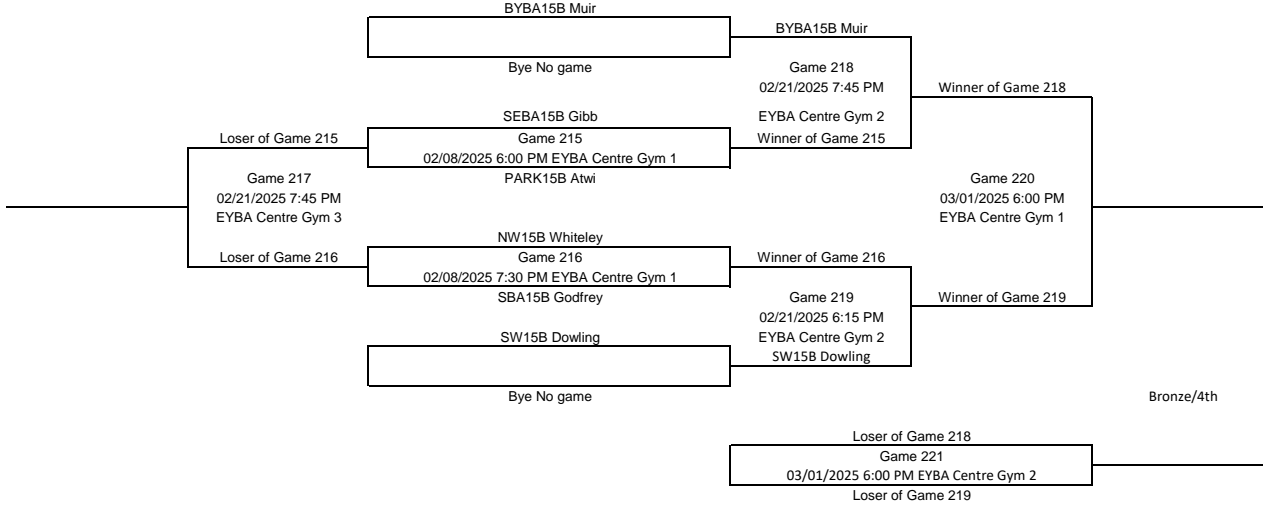 BYBA15B Muir
BYBA15B Muir
Bye No game
Game 218
02/21/2025 7:45 PM
Winner of Game 218
SEBA15B Gibb
EYBA Centre Gym 2
Loser of Game 215
Game 215
Winner of Game 215
02/08/2025 6:00 PM EYBA Centre Gym 1
Game 217
PARK15B Atwi
Game 220
02/21/2025 7:45 PM
03/01/2025 6:00 PM
EYBA Centre Gym 3
EYBA Centre Gym 1
NW15B Whiteley
Loser of Game 216
Game 216
Winner of Game 216
02/08/2025 7:30 PM EYBA Centre Gym 1
SBA15B Godfrey
Game 219
Winner of Game 219
02/21/2025 6:15 PM
SW15B Dowling
EYBA Centre Gym 2
SW15B Dowling
Bye No game
Bronze/4th
Loser of Game 218
Game 221
03/01/2025 6:00 PM EYBA Centre Gym 2
Loser of Game 219